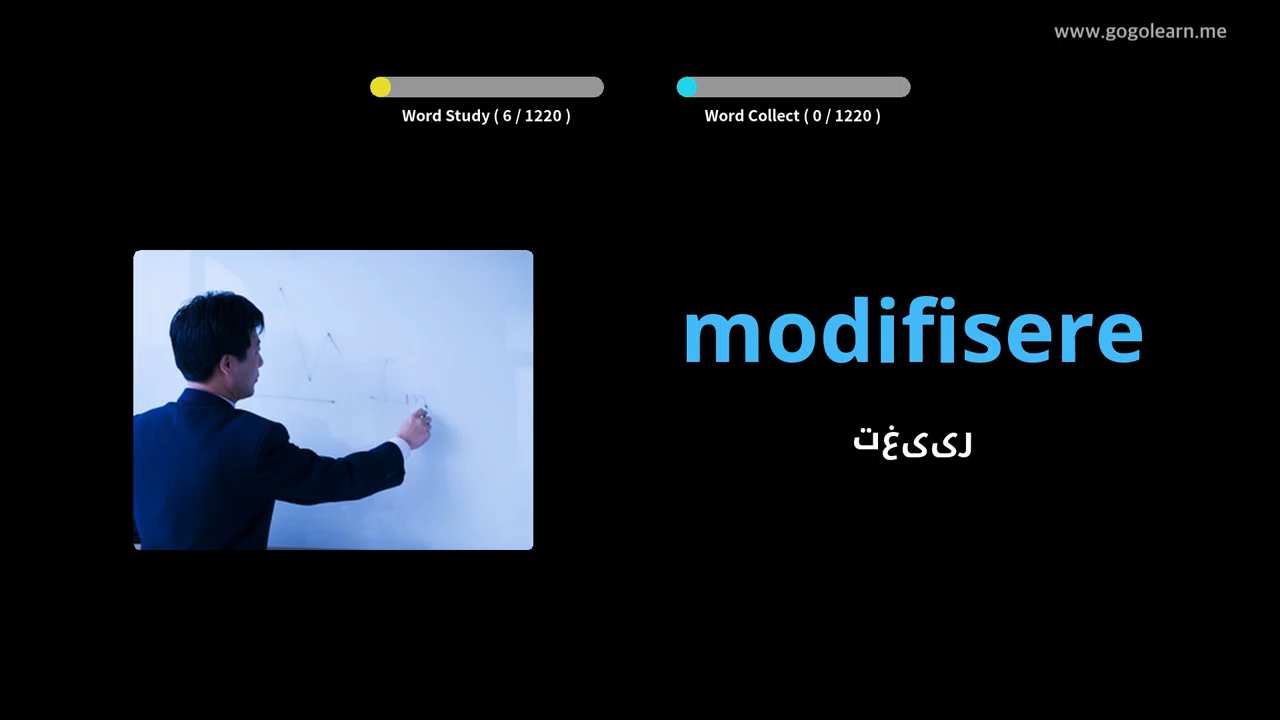 www.gogolearn.me
Word Study ( 6 / 1220 )
Word Collect ( 0 / 1220 )
modifisere
تغییر